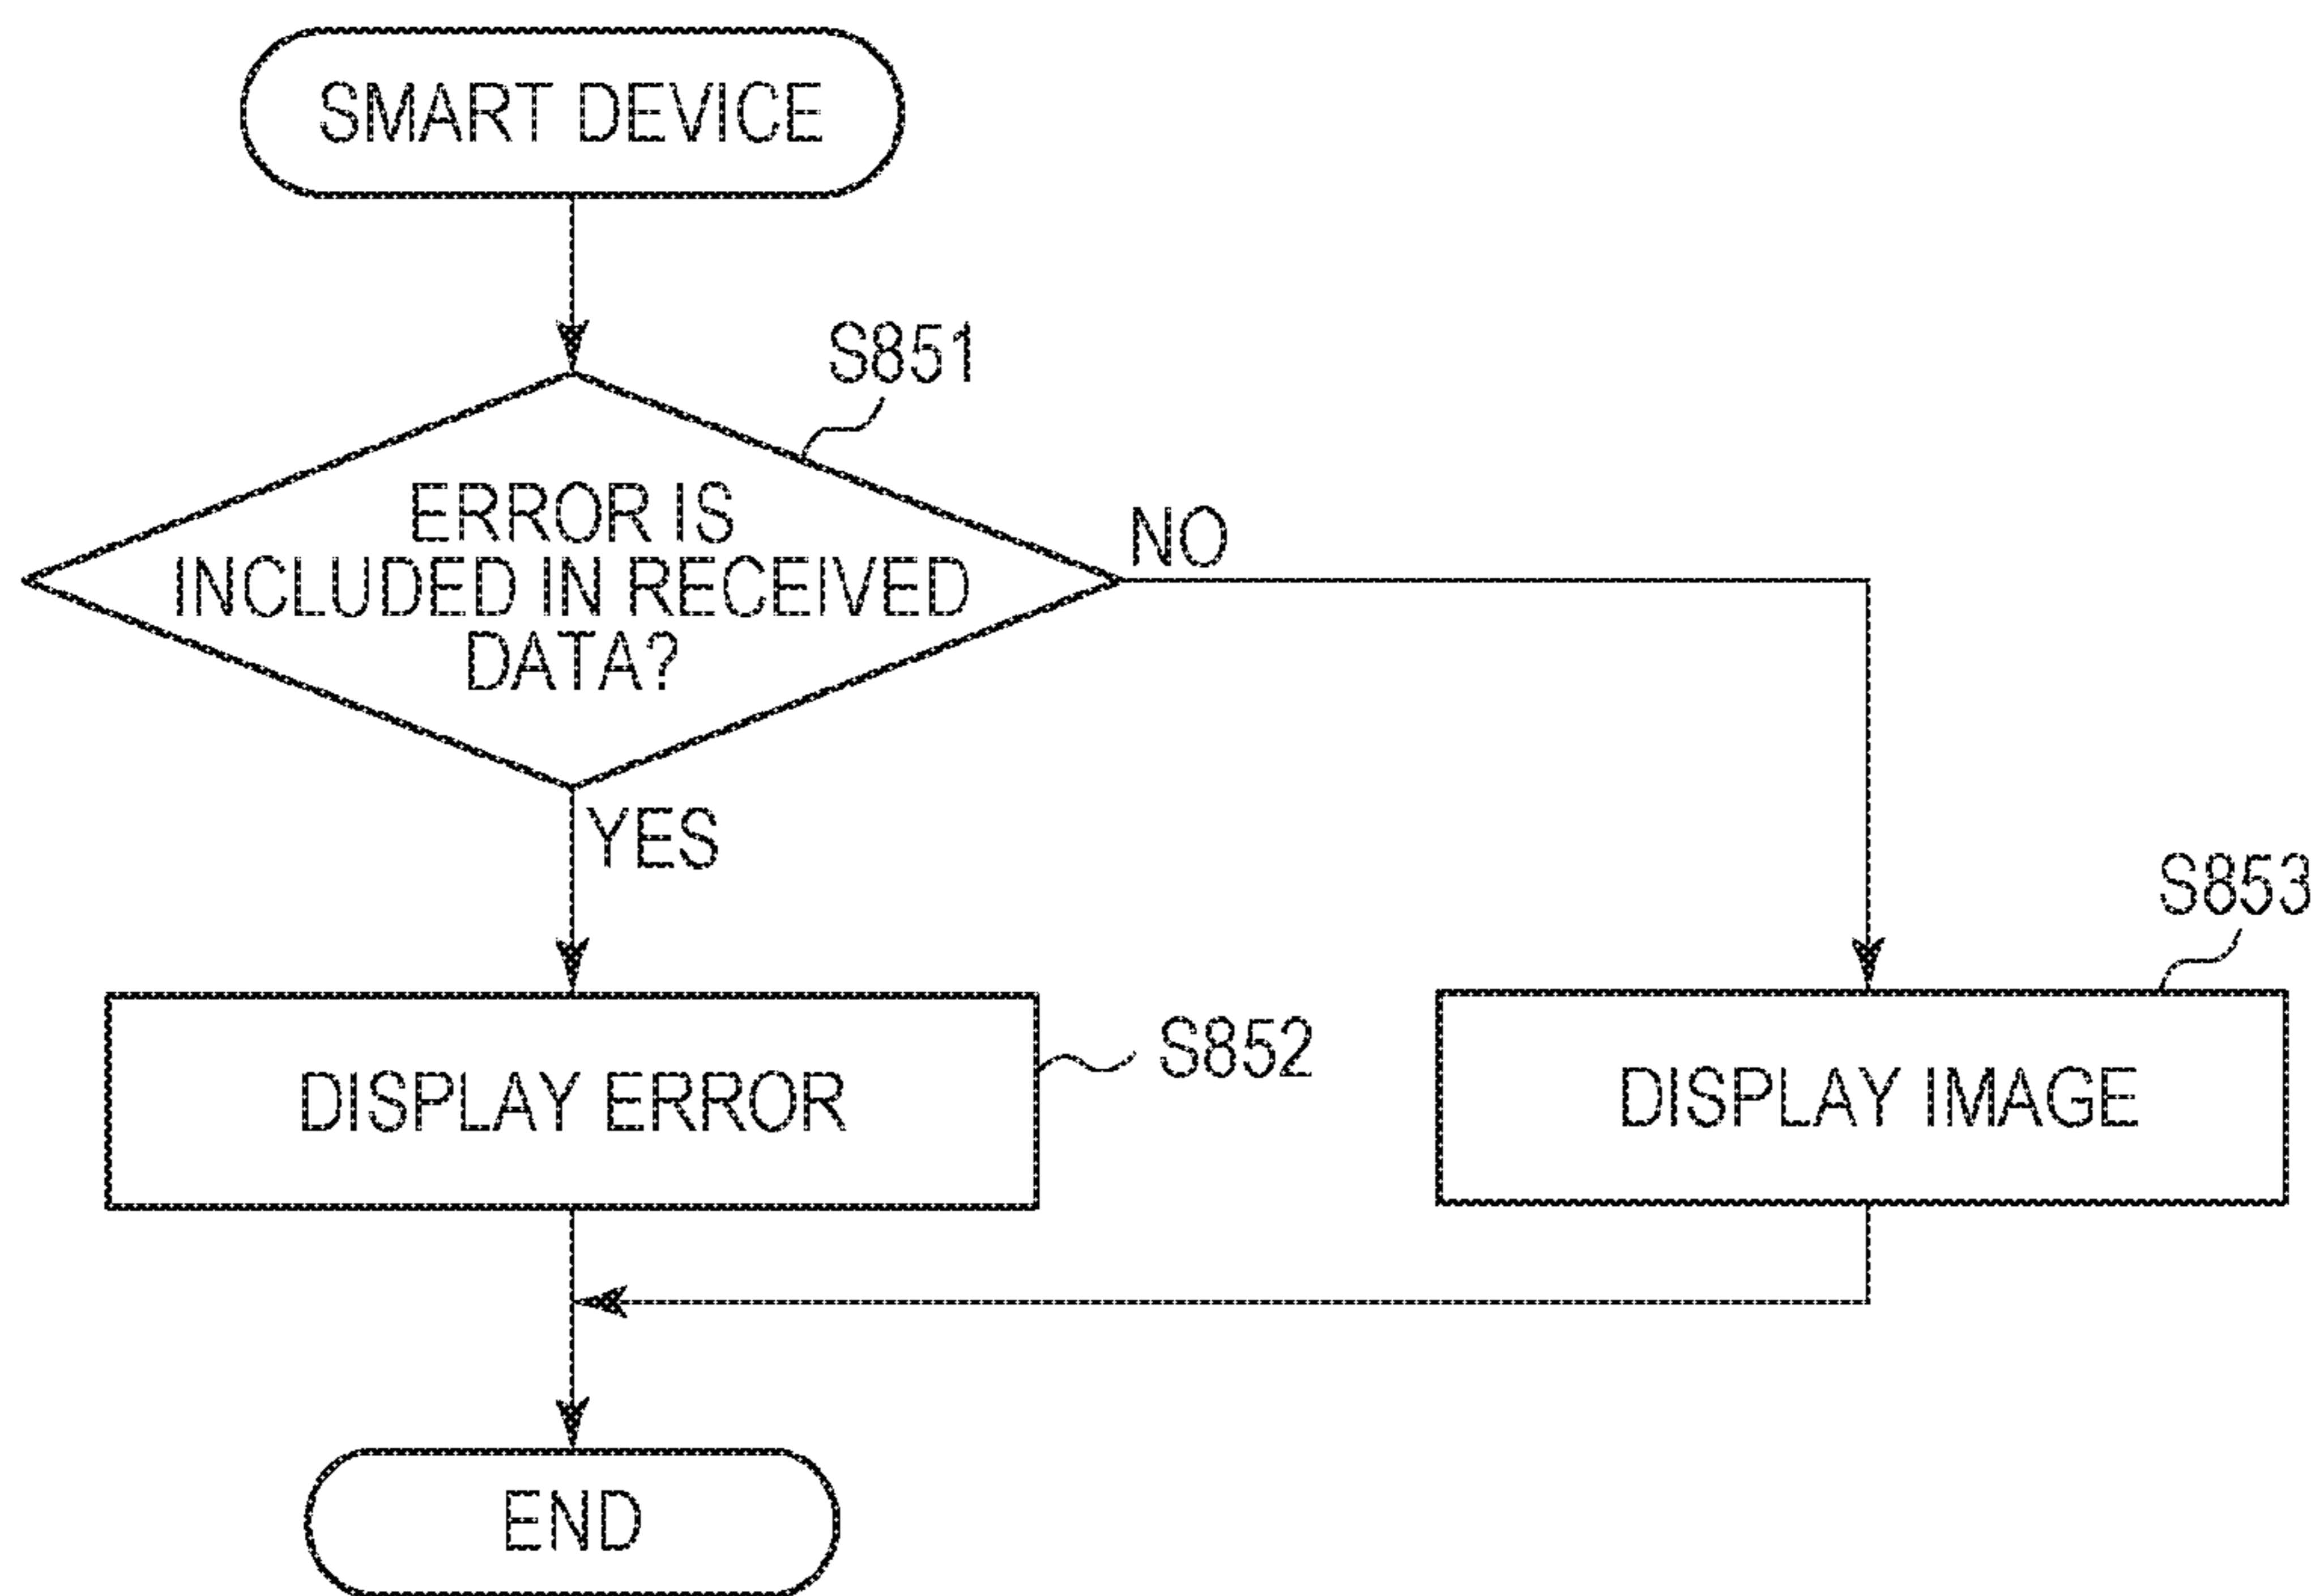 SMART DEVICE
S851
ERROR IS
INCLUDED IN RECEIVED
DATA?
NO
YES
S853
S852
DISPLAY ERROR
DISPLAY IMAGE
END